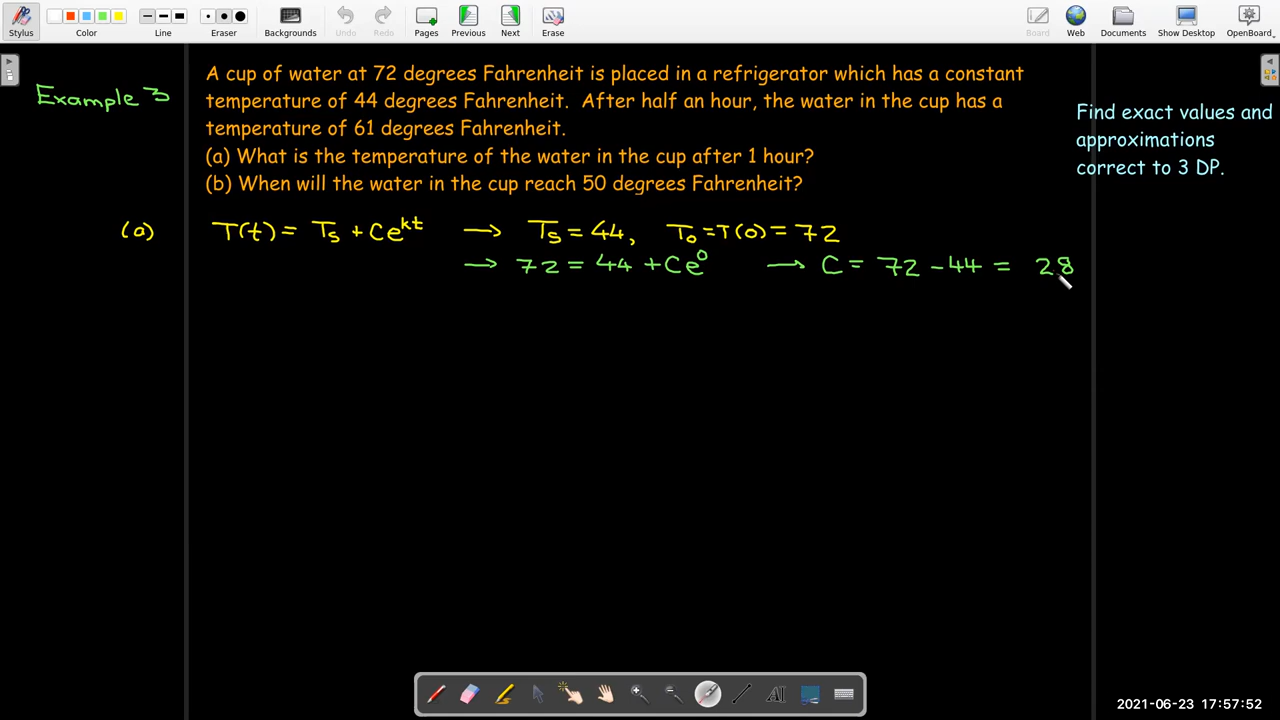 Stylus Color Line Eraser Backgrounds Undo Redo Pages Previous Next Erase Board Web Documents Show Desktop OpenBoard
Example 3
A cup of water at 72 degrees Fahrenheit is placed in a refrigerator which has a constant
temperature of 44 degrees Fahrenheit. After half an hour, the water in the cup has a
temperature of 61 degrees Fahrenheit.
(a) What is the temperature of the water in the cup after 1 hour?
(b) When will the water in the cup reach 50 degrees Fahrenheit?
Find exact values and
approximations
correct to 3 DP.
(a) T(t) = Ts + Ce^kt → Ts = 44, T₀ = T(0) = 72
→ 72 = 44 + Ce⁰ → C = 72 - 44 = 28
AI
2021-06-23 17:57:52